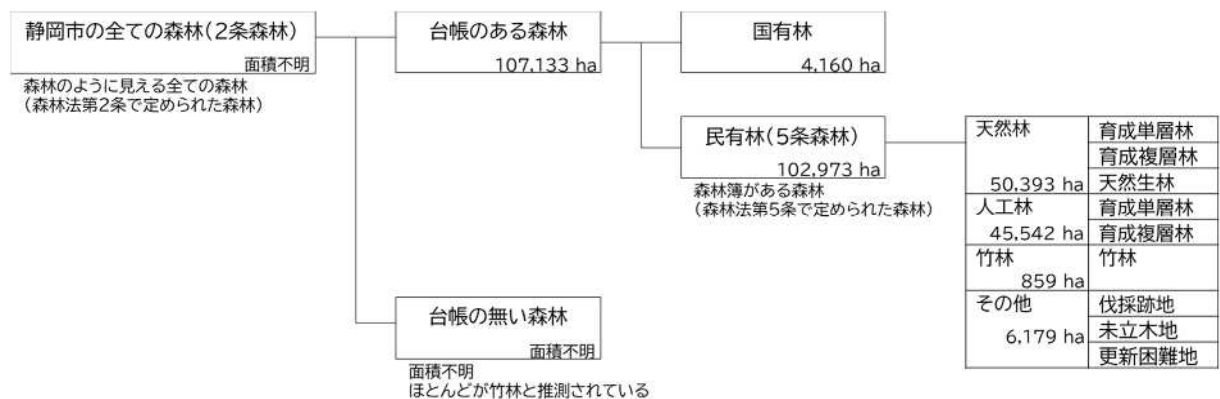 静岡市の全ての森林(2条森林)
面積不明
森林のように見える全ての森林
(森林法第2条で定められた森林)
台帳のある森林
107,133 ha
国有林
4,160 ha
民有林(5条森林)
102,973 ha
森林簿がある森林
(森林法第5条で定められた森林)
天然林
50,393 ha
育成単層林
育成複層林
天然生林
人工林
45,542 ha
育成単層林
育成複層林
竹林
859 ha
竹林
その他
6,179 ha
伐採跡地
未立木地
更新困難地
台帳の無い森林
面積不明
面積不明
ほとんどが竹林と推測されている